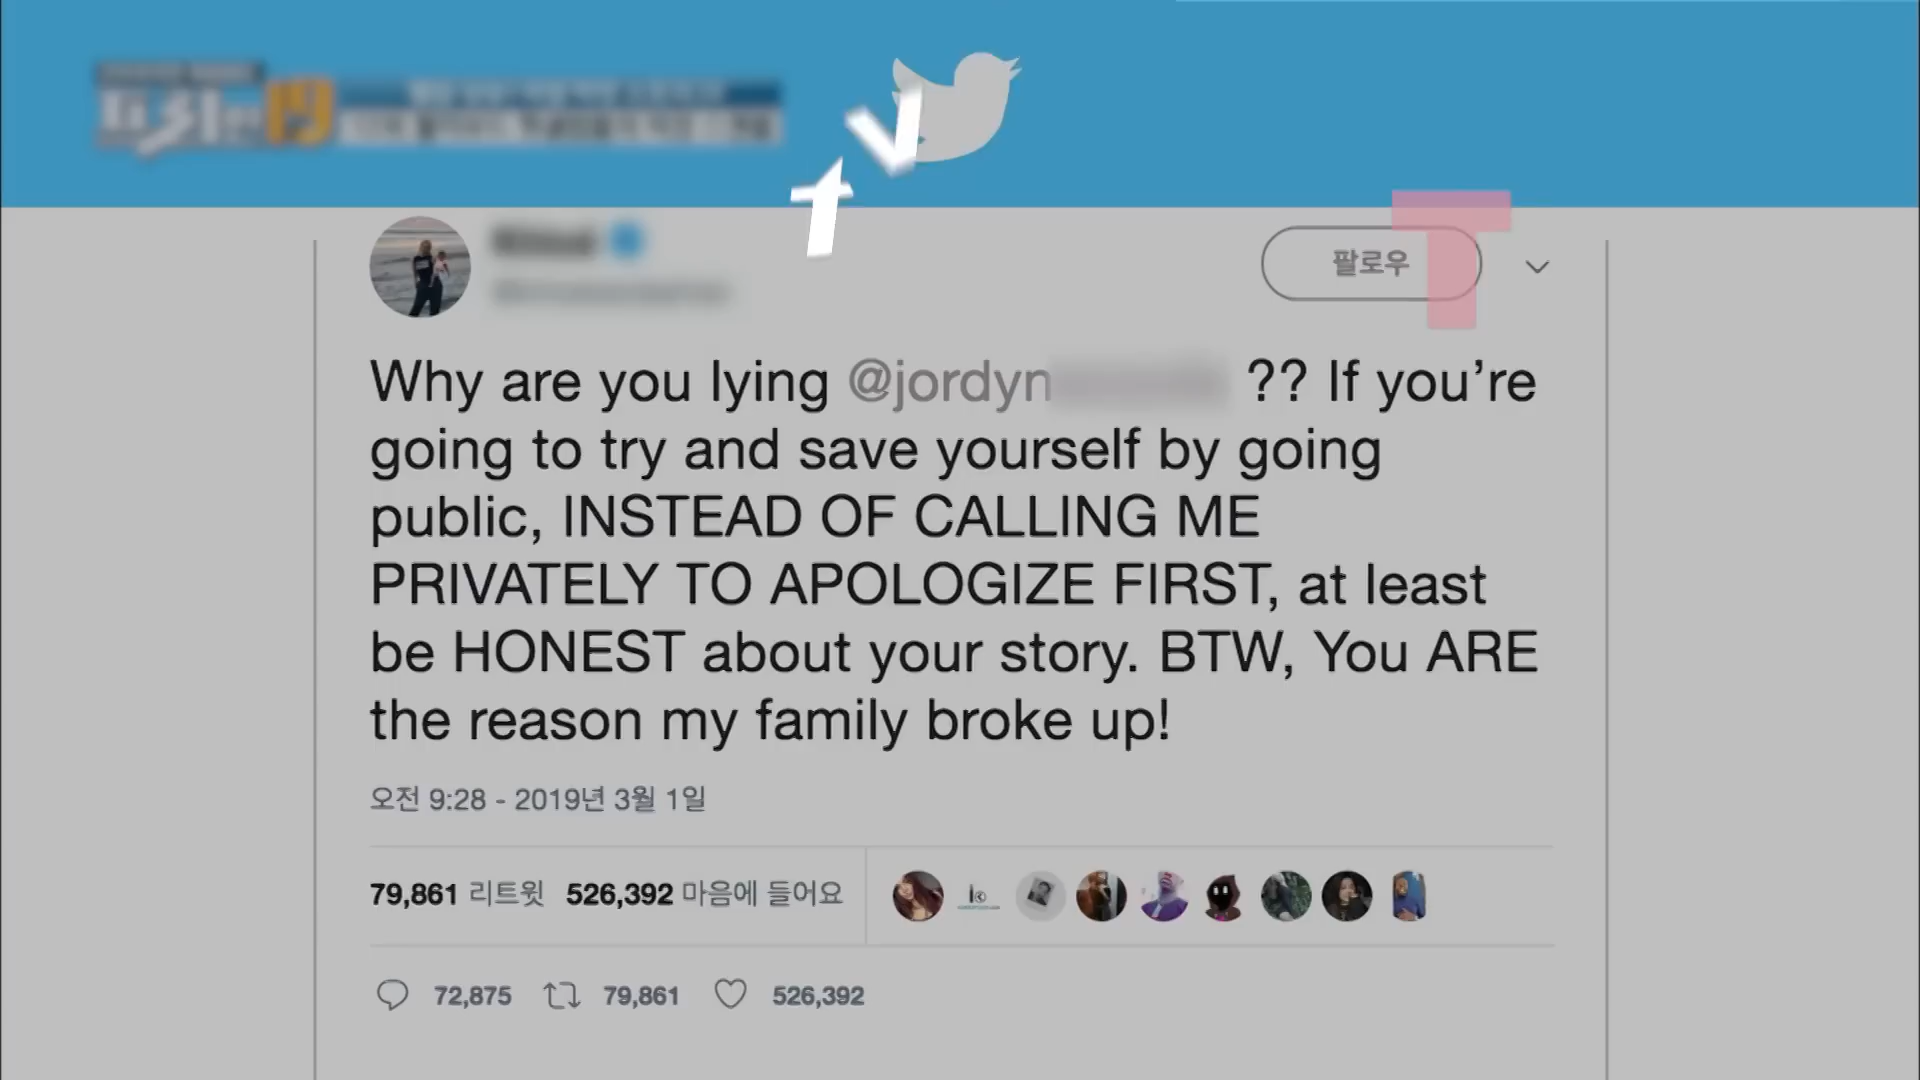 tv
T
팔로우
Why are you lying @jordyn ?? If you’re
going to try and save yourself by going
public, INSTEAD OF CALLING ME
PRIVATELY TO APOLOGIZE FIRST, at least
be HONEST about your story. BTW, You ARE
the reason my family broke up!
오전 9:28 - 2019년 3월 1일
79,861 리트윗 526,392 마음에 들어요
72,875 79,861 526,392